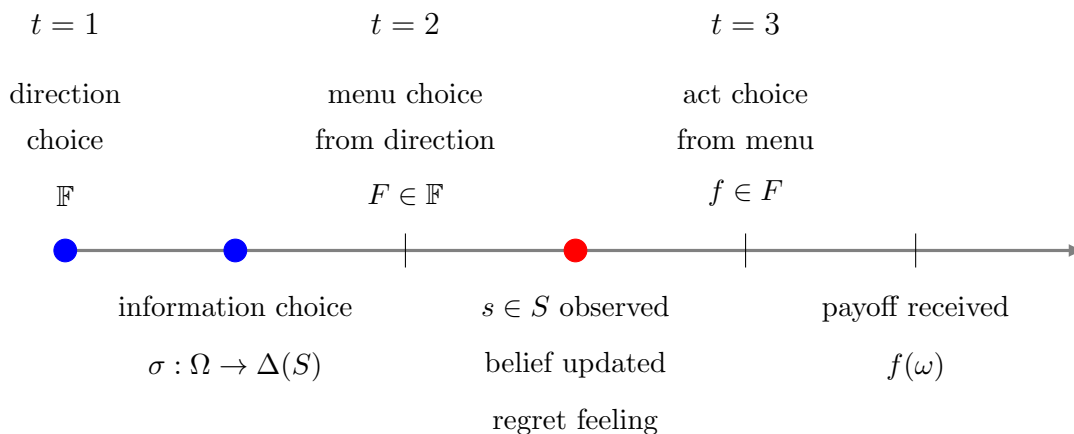 t = 1
direction
choice
𝔽
t = 2
menu choice
from direction
F ∈ 𝔽
t = 3
act choice
from menu
f ∈ F
information choice
σ : Ω → Δ(S)
s ∈ S observed
belief updated
regret feeling
payoff received
f(ω)